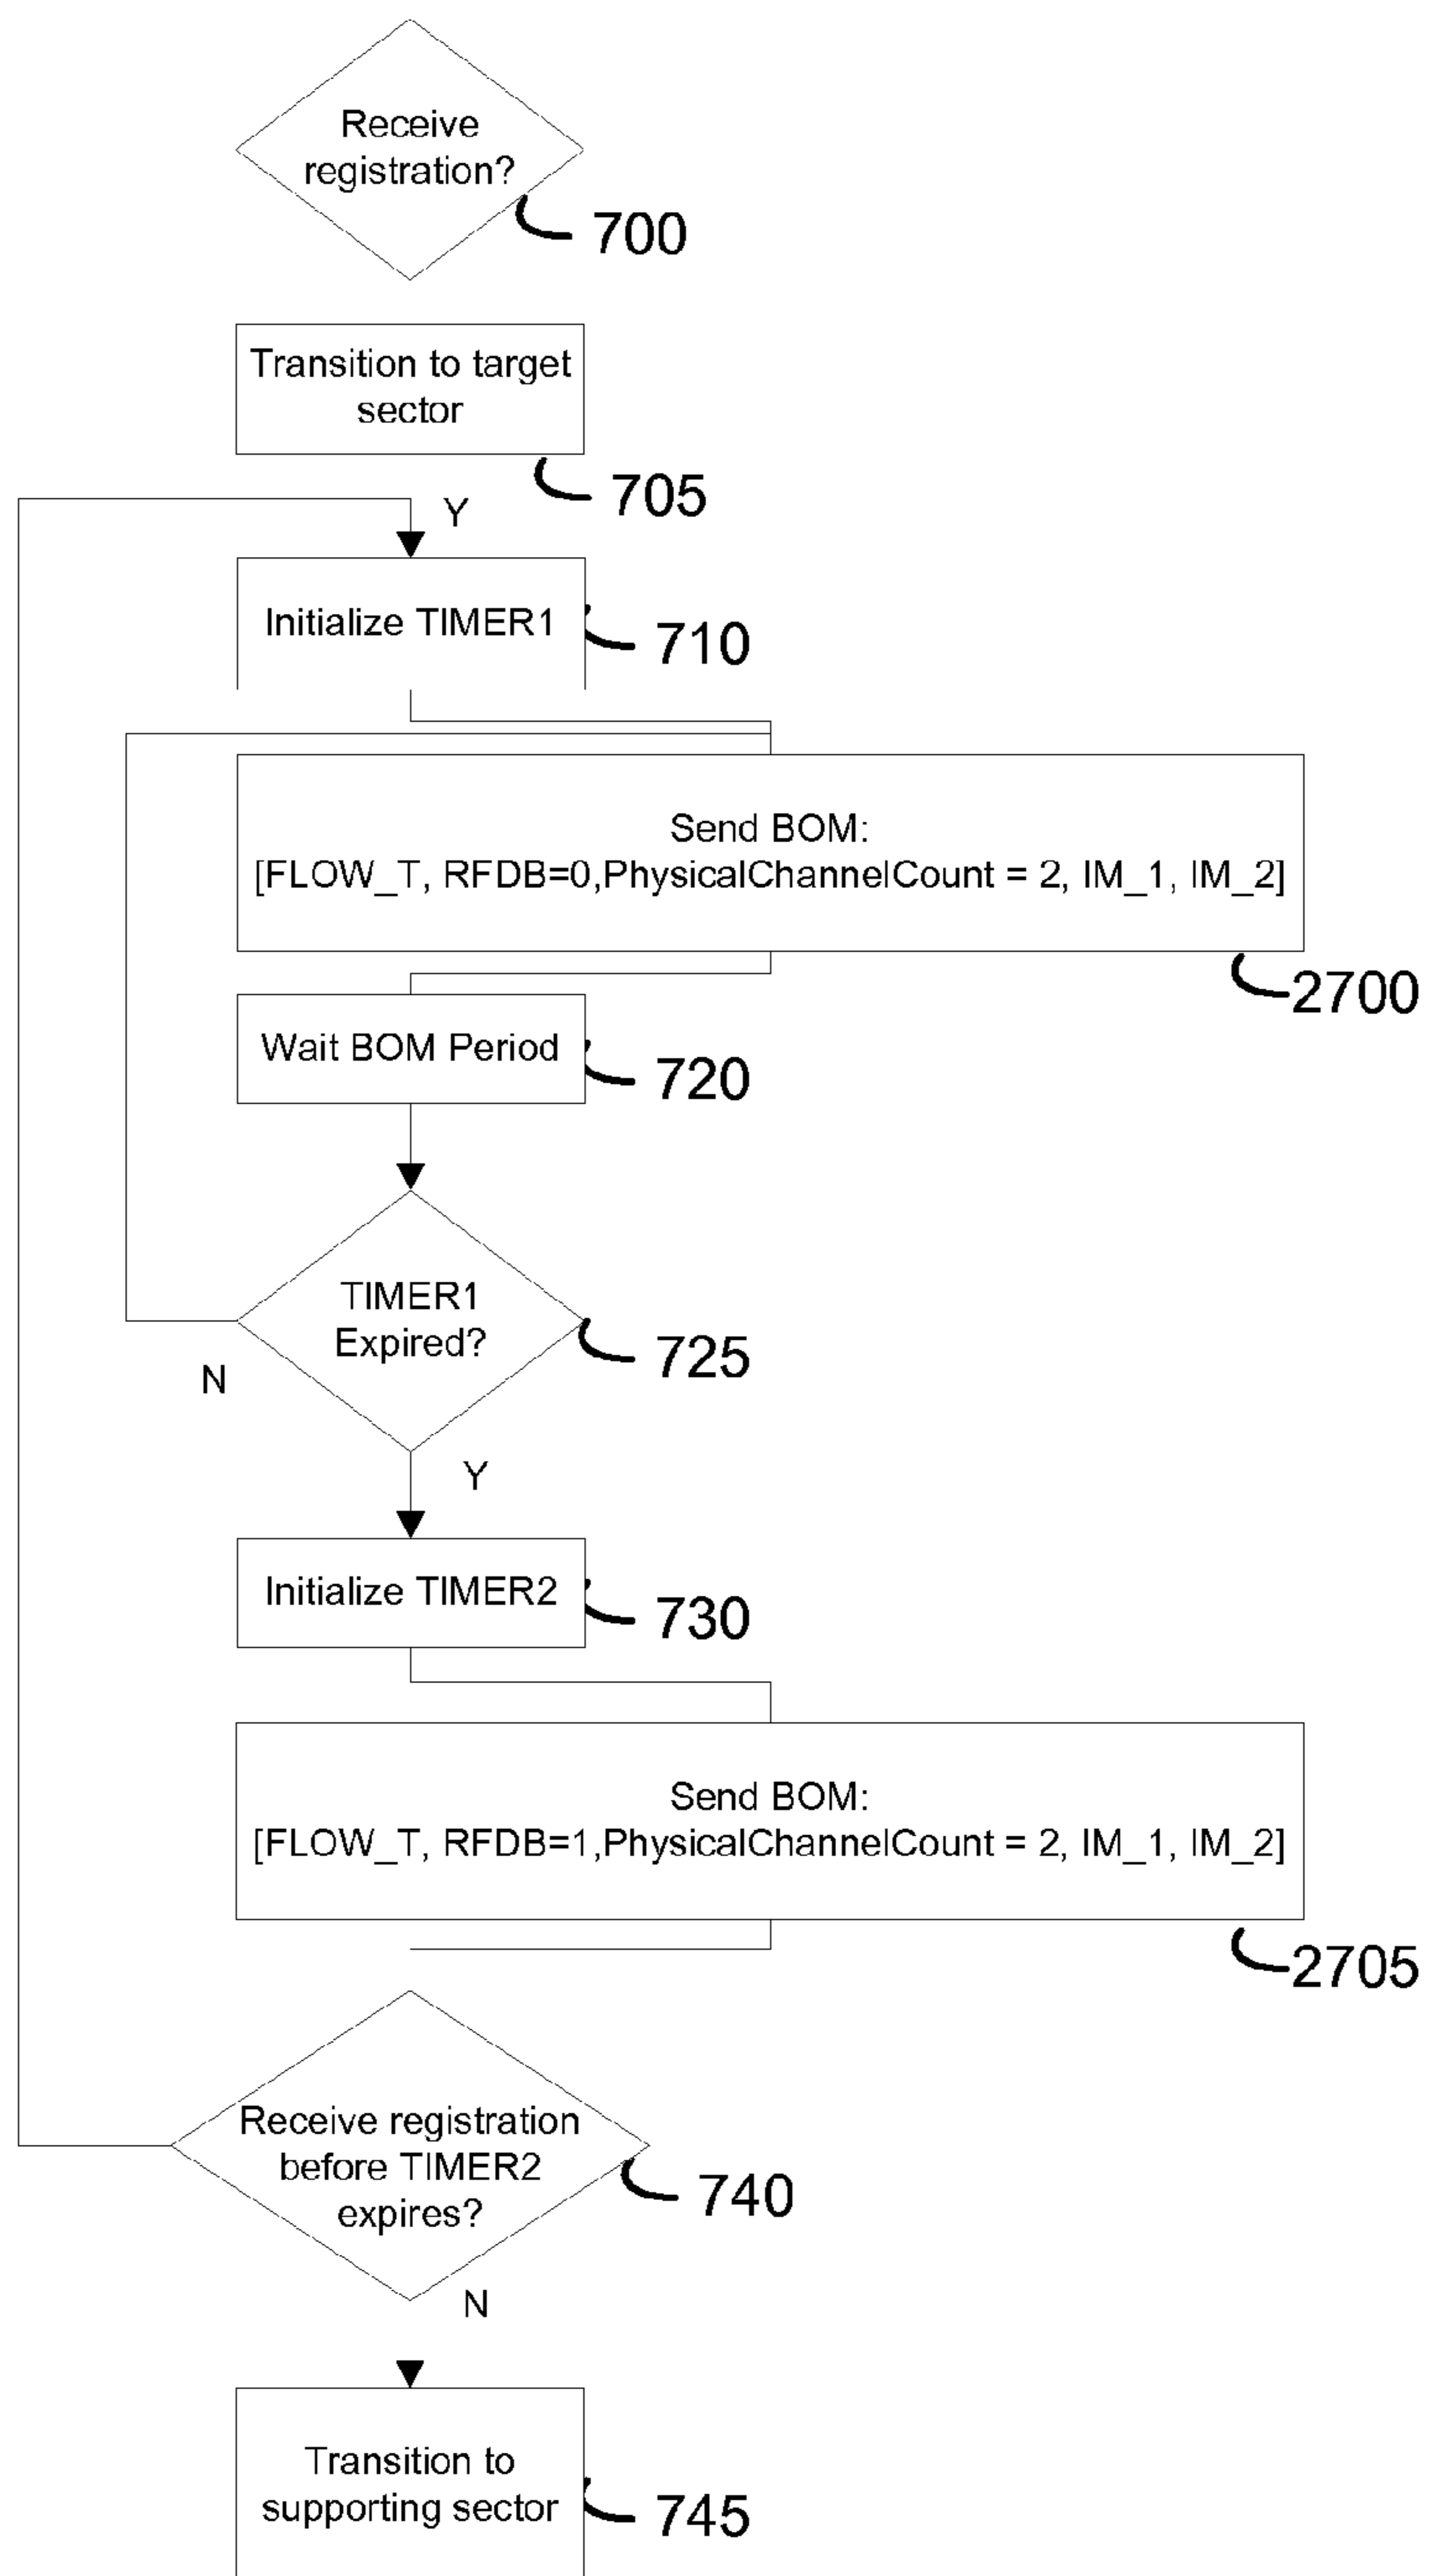 Receive
registration?
700
Transition to target
sector
705
Y
Initialize TIMER1
710
Send BOM:
[FLOW_T, RFDB=0,PhysicalChannelCount = 2, IM_1, IM_2]
2700
Wait BOM Period
720
TIMER1
Expired?
725
N
Y
Initialize TIMER2
730
Send BOM:
[FLOW_T, RFDB=1,PhysicalChannelCount = 2, IM_1, IM_2]
2705
Receive registration
before TIMER2
expires?
740
N
Transition to
supporting sector
745